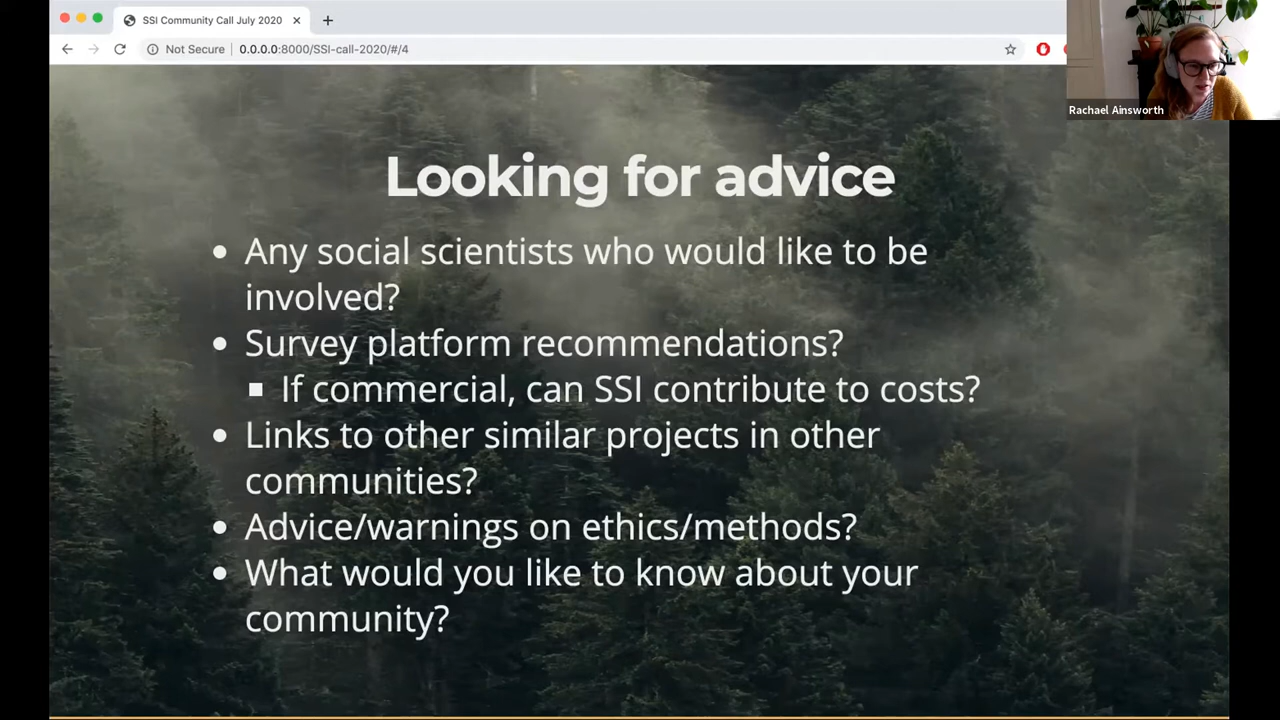 SSI Community Call July 2020
Not Secure
0.0.0.0:8000/SSI-call-2020/#/4
Rachael Ainsworth
Looking for advice
Any social scientists who would like to be
involved?
Survey platform recommendations?
If commercial, can SSI contribute to costs?
Links to other similar projects in other
communities?
Advice/warnings on ethics/methods?
What would you like to know about your
community?